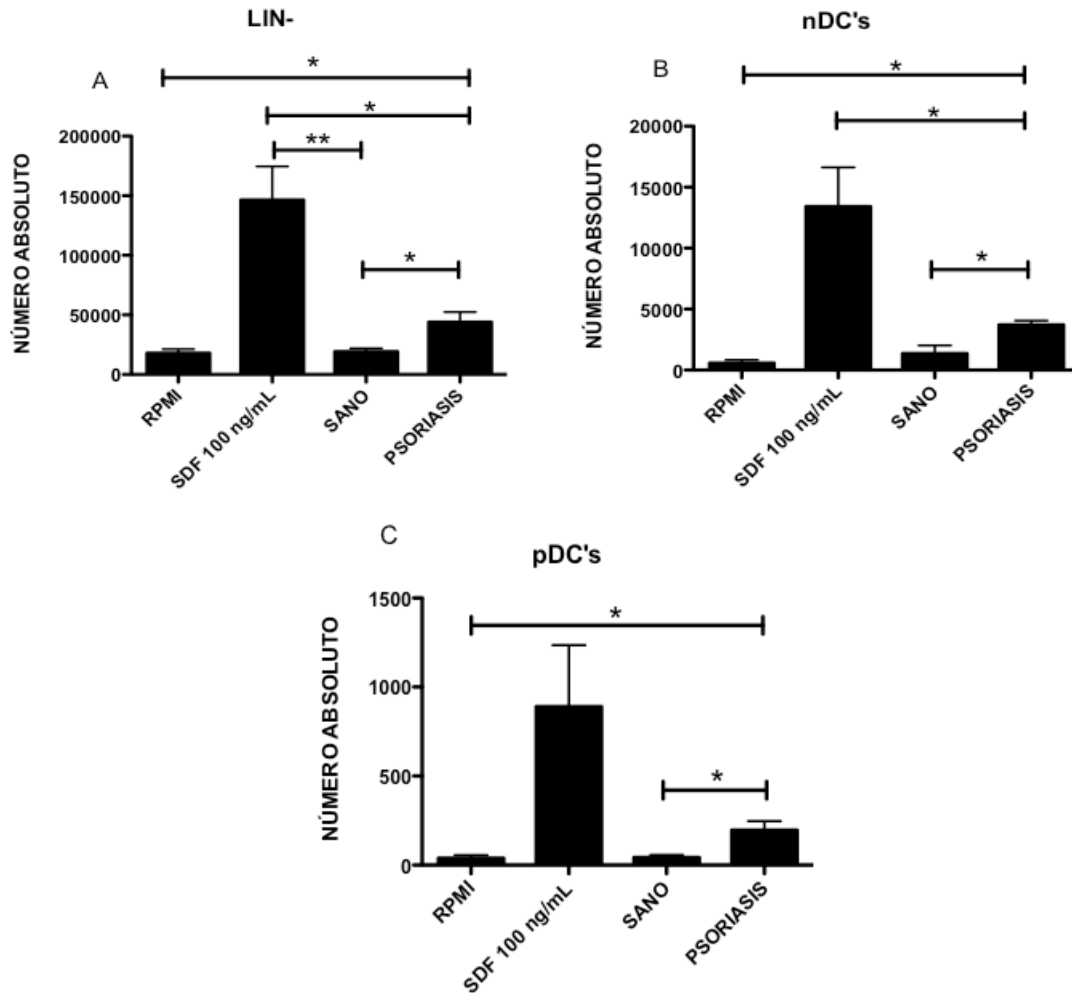 LIN-
A
*
*
**
*
NÚMERO ABSOLUTO
200000
150000
100000
50000
0
RPMI
SDF 100 ng/mL
SANO
PSORIASIS
nDC's
B
*
*
*
NÚMERO ABSOLUTO
20000
15000
10000
5000
0
RPMI
SDF 100 ng/mL
SANO
PSORIASIS
C
pDC's
*
*
NÚMERO ABSOLUTO
1500
1000
500
0
RPMI
SDF 100 ng/mL
SANO
PSORIASIS